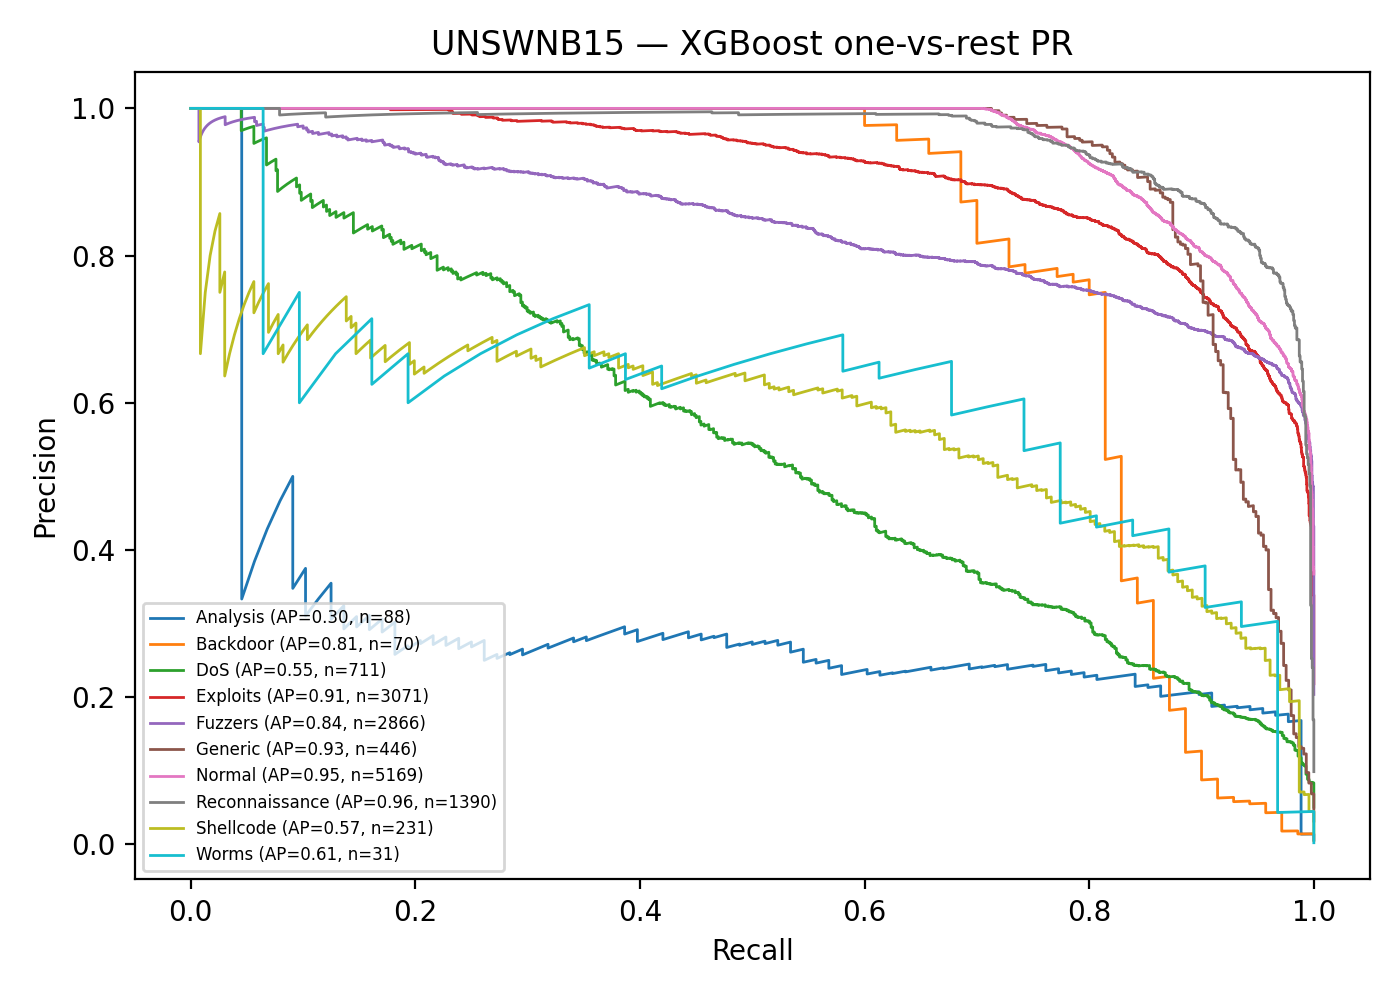 UNSWNB15 — XGBoost one-vs-rest PR
Precision
1.0
0.8
0.6
0.4
0.2
0.0
Analysis (AP=0.30, n=88)
Backdoor (AP=0.81, n=70)
DoS (AP=0.55, n=711)
Exploits (AP=0.91, n=3071)
Fuzzers (AP=0.84, n=2866)
Generic (AP=0.93, n=446)
Normal (AP=0.95, n=5169)
Reconnaissance (AP=0.96, n=1390)
Shellcode (AP=0.57, n=231)
Worms (AP=0.61, n=31)
0.0 0.2 0.4 0.6 0.8 1.0
Recall